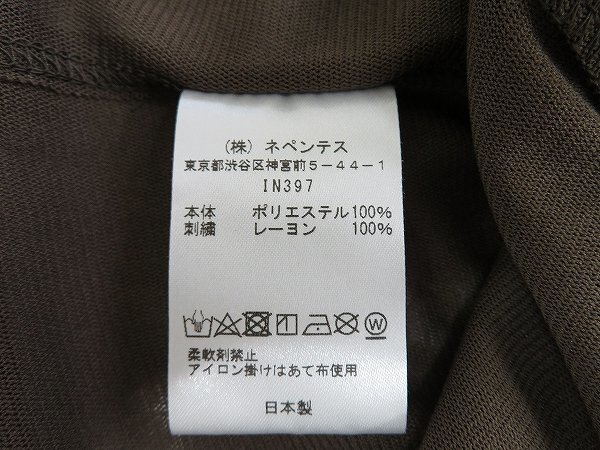 (株) ネペンテス
東京都渋谷区神宮前5-44-1
IN397
本体 ポリエステル100%
刺繍 レーヨン 100%
W
柔軟剤禁止
アイロン掛けはあて布使用
日本製